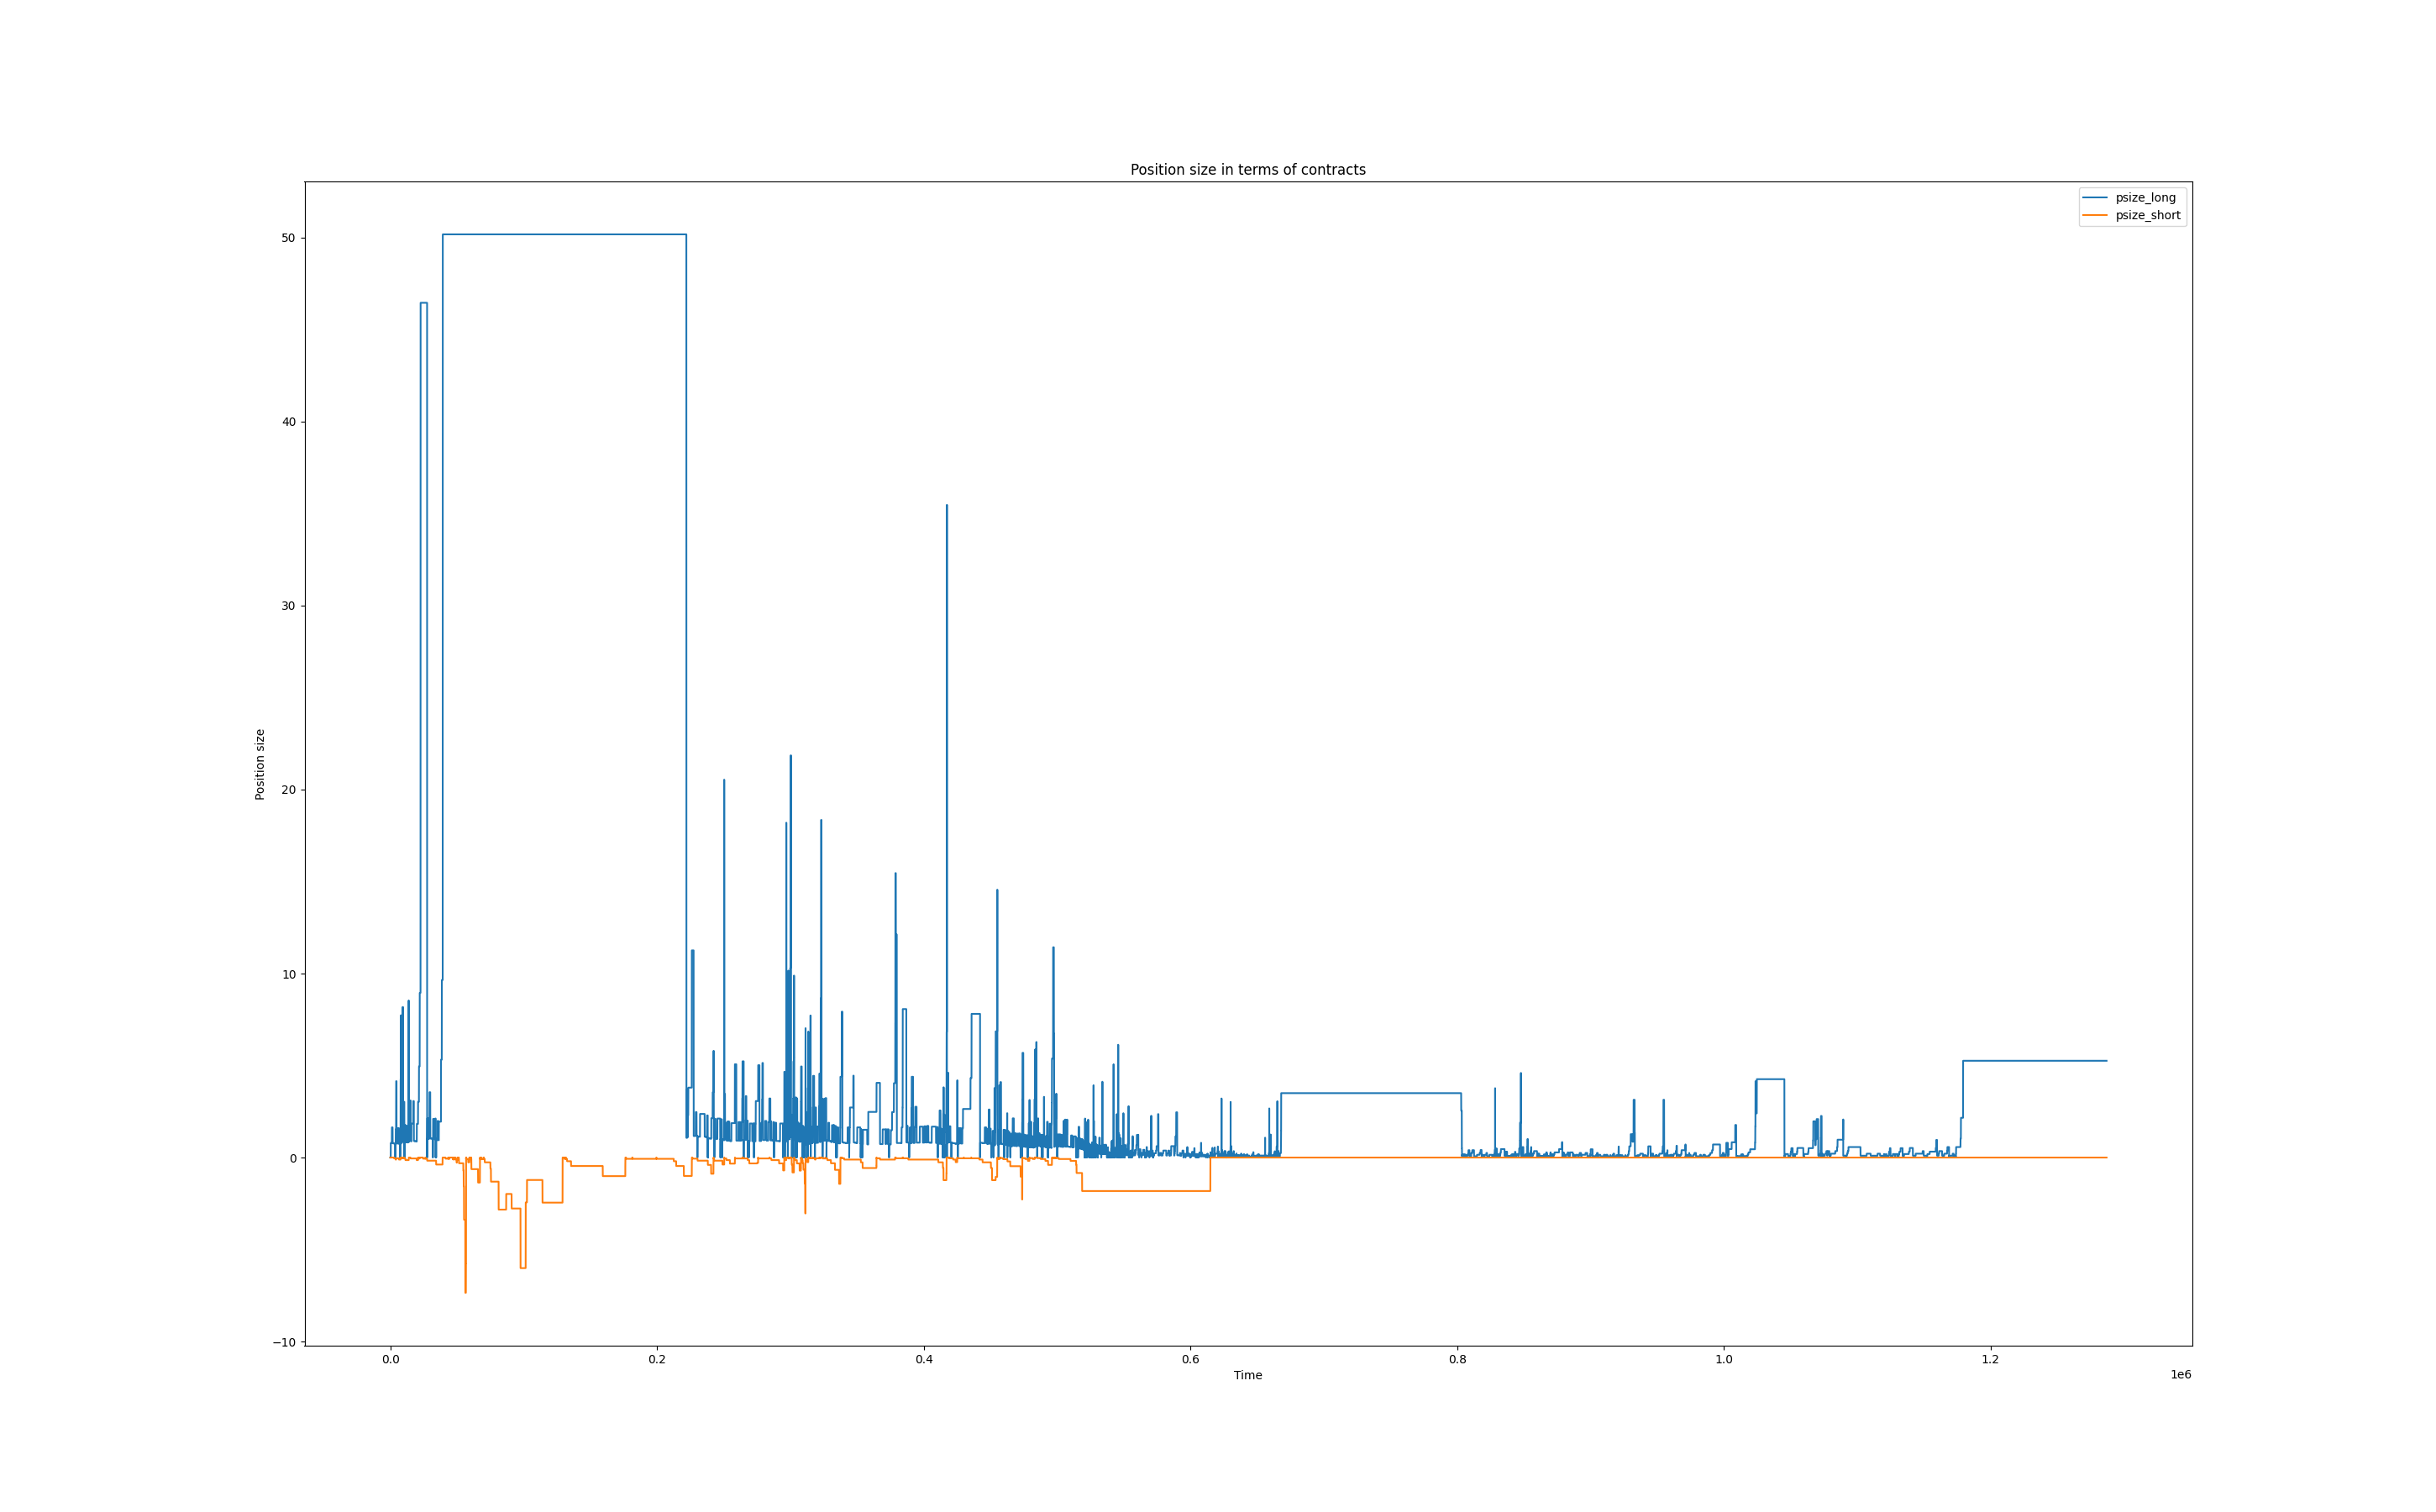 Position size in terms of contracts
psize_long
psize_short
50
40
30
20
10
0
−10
Position size
0.0 0.2 0.4 0.6 0.8 1.0 1.2
Time
1e6